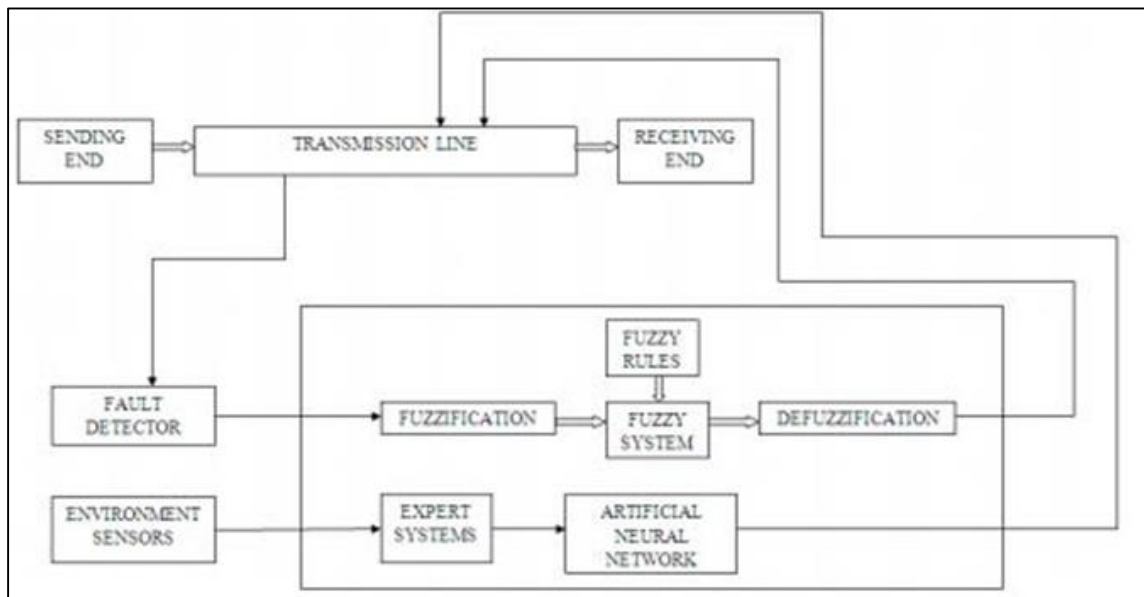 SENDING
END
TRANSMISSION LINE
RECEIVING
END
FUZZY
RULES
FAULT
DETECTOR
FUZZIFICATION
FUZZY
SYSTEM
DEFUZZIFICATION
ENVIRONMENT
SENSORS
EXPERT
SYSTEMS
ARTIFICIAL
NEURAL
NETWORK